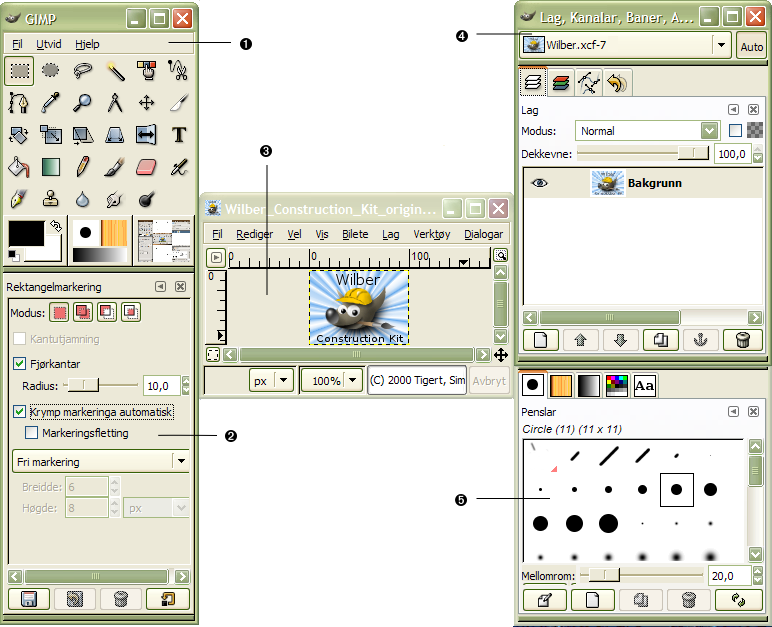 GIMP
Fil Utvid Hjelp
❶
T
Rektangelmarkering
Modus:
Kantutjamning
Fjørkantar
Radius: 10,0
Krymp markeringa automatisk
Markeringsfletting
❷
Fri markering
Breidde: 6
Høgde: 8 px
❸
Wilber_Construction_Kit_origin...
Fil Rediger Vel Vis Bilete Lag Verktøy Dialogar
0 0 100
0
Wilber
Construction Kit
px 100% (C) 2000 Tigert, Sim Avbryt
Lag, Kanalar, Baner, A...
❹
Wilber.xcf-7 Auto
Lag
Modus: Normal
Dekkevne: 100,0
Bakgrunn
Aa
Penslar
Circle (11) (11 x 11)
❺
Mellomrom: 20,0